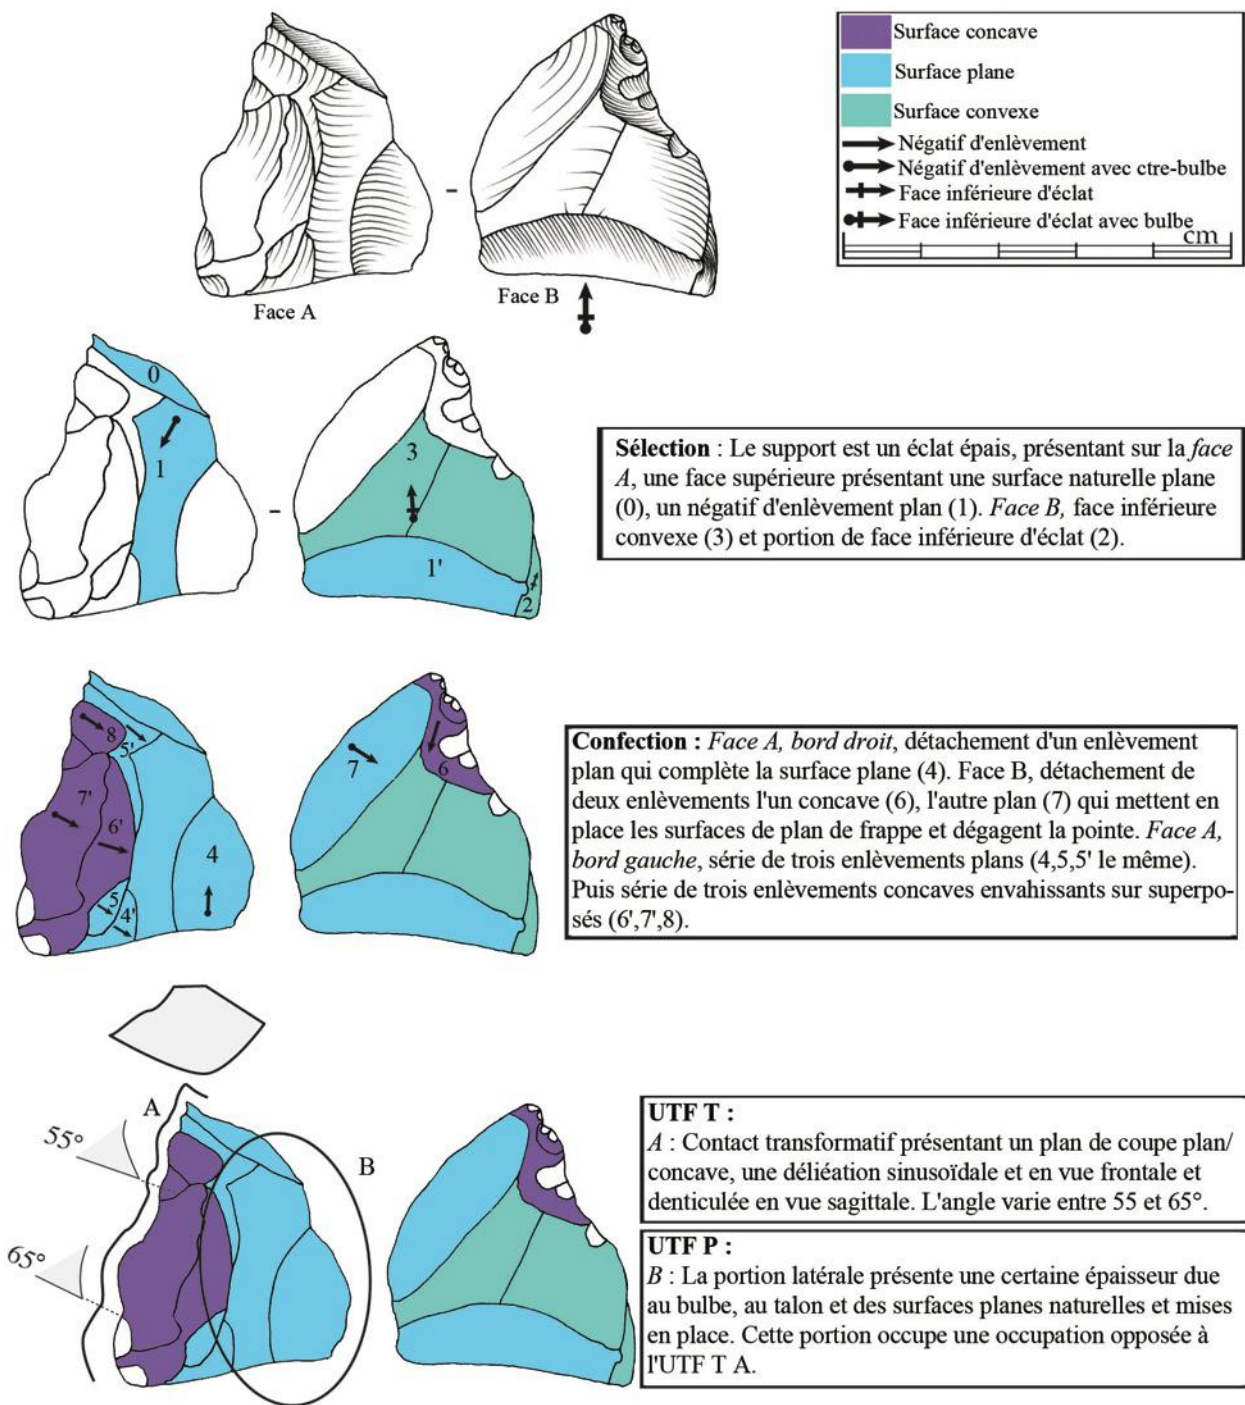 Surface concave
Surface plane
Surface convexe
Négatif d'enlèvement
Négatif d'enlèvement avec ctre-bulbe
Face inférieure d'éclat
Face inférieure d'éclat avec bulbe
cm
Face A
-
Face B
0
1
-
3
1'
2
Sélection : Le support est un éclat épais, présentant sur la face
A, une face supérieure présentant une surface naturelle plane
(0), un négatif d'enlèvement plan (1). Face B, face inférieure
convexe (3) et portion de face inférieure d'éclat (2).
8
5'
7'
6'
5
4'
4
7
6
Confection : Face A, bord droit, détachement d'un enlèvement
plan qui complète la surface plane (4). Face B, détachement de
deux enlèvements l'un concave (6), l'autre plan (7) qui mettent en
place les surfaces de plan de frappe et dégagent la pointe. Face A,
bord gauche, série de trois enlèvements plans (4,5,5' le même).
Puis série de trois enlèvements concaves envahissants sur superpo-
sés (6',7',8).
A
55°
B
65°
UTF T :
A : Contact transformatif présentant un plan de coupe plan/
concave, une déliéation sinusoïdale et en vue frontale et
denticulée en vue sagittale. L'angle varie entre 55 et 65°.
UTF P :
B : La portion latérale présente une certaine épaisseur due
au bulbe, au talon et des surfaces planes naturelles et mises
en place. Cette portion occupe une occupation opposée à
l'UTF T A.